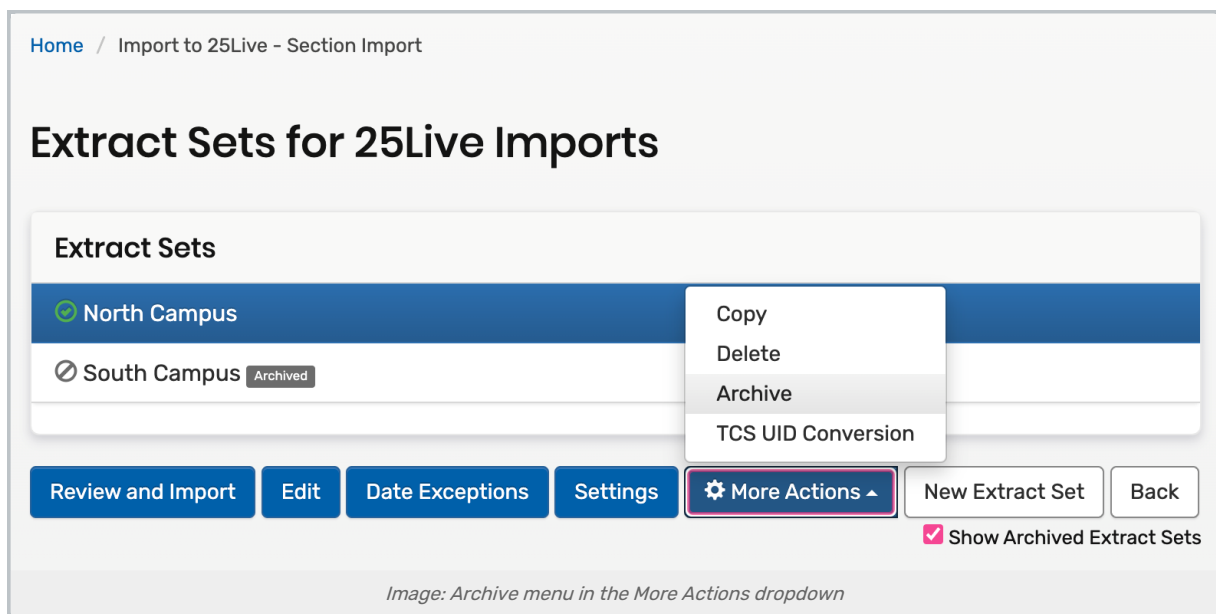 Home / Import to 25Live - Section Import
Extract Sets for 25Live Imports
Extract Sets
North Campus
South Campus Archived
Copy
Delete
Archive
TCS UID Conversion
Review and Import Edit Date Exceptions Settings More Actions New Extract Set Back
Show Archived Extract Sets
Image: Archive menu in the More Actions dropdown